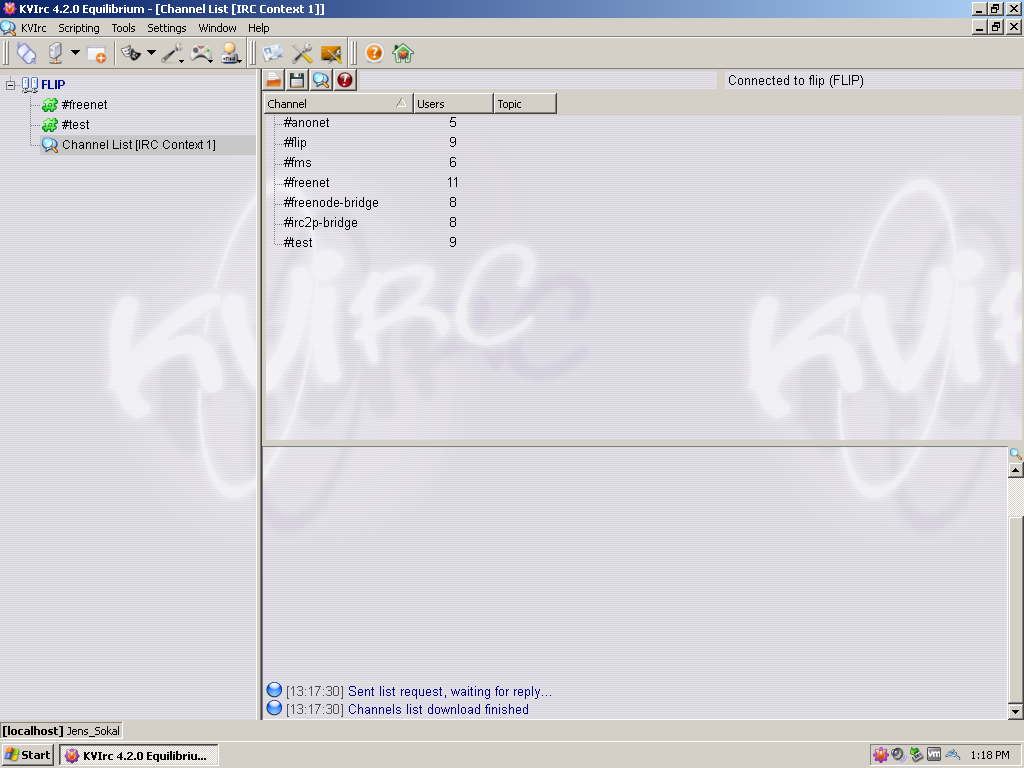 KVIrc 4.2.0 Equilibrium - [Channel List [IRC Context 1]]
KVIrc Scripting Tools Settings Window Help
FLIP
#freenet
#test
Channel List [IRC Context 1]
Connected to flip (FLIP)
Channel Users Topic
#anonet 5
#flip 9
#fms 6
#freenet 11
#freenode-bridge 8
#irc2p-bridge 8
#test 9
KVIRC
KVI
[13:17:30] Sent list request, waiting for reply...
[13:17:30] Channels list download finished
[localhost] Jens_Sokal
Start KVIrc 4.2.0 Equilibriu... vm 1:18 PM